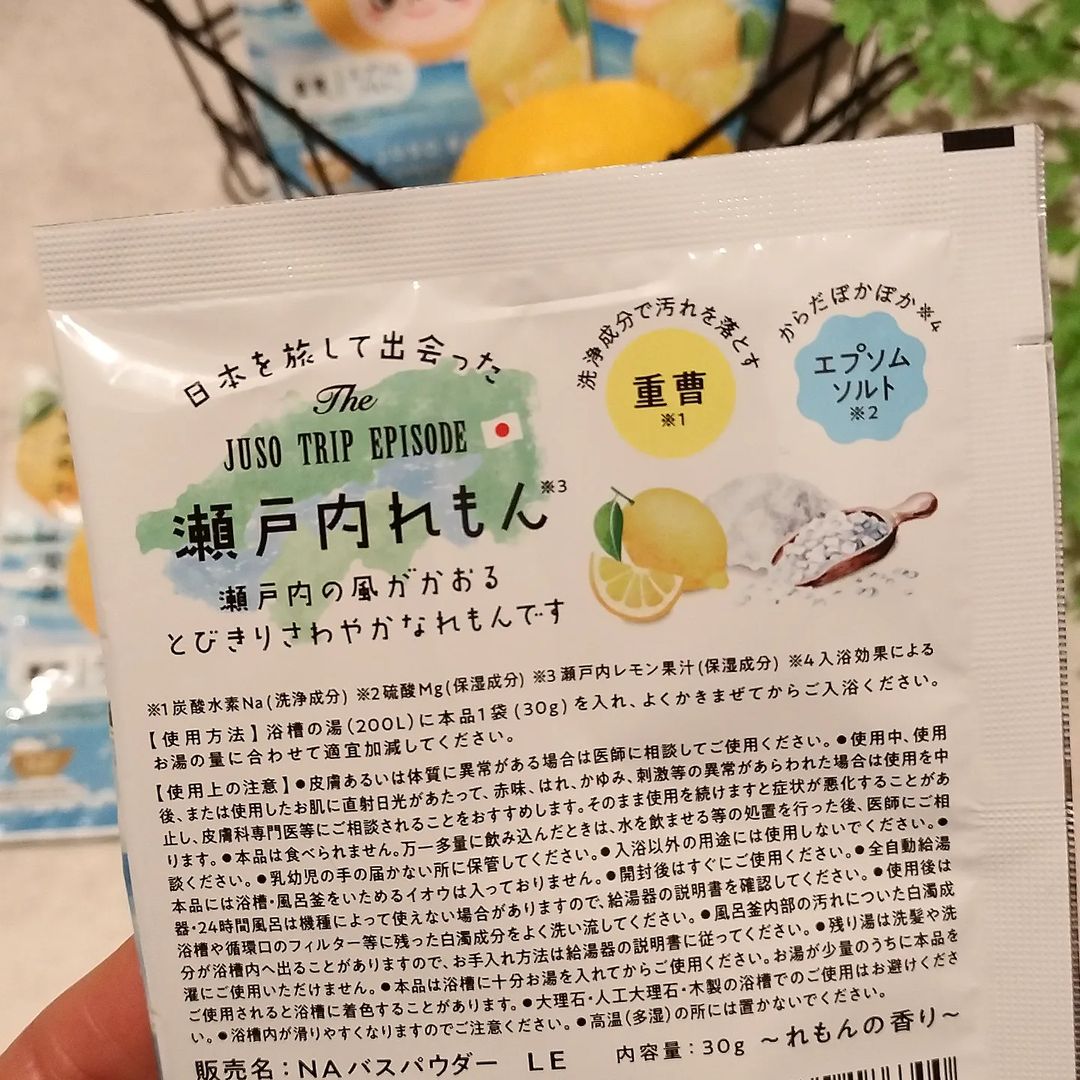 日本を旅して出会った
The
JUSO TRIP EPISODE
瀬戸内れもん※3
瀬戸内の風がかおる
とびきりさわやかなれもんです
洗浄成分で汚れを落とす
重曹
※1
からだぽかぽか※4
エプソム
ソルト
※2
※1炭酸水素Na(洗浄成分) ※2硫酸Mg(保湿成分) ※3瀬戸内レモン果汁(保湿成分) ※4入浴効果による
【使用方法】浴槽の湯(200L)に本品1袋(30g)を入れ、よくかきまぜてからご入浴ください。
お湯の量に合わせて適宜加減してください。
【使用上の注意】●皮膚あるいは体質に異常がある場合は医師に相談してご使用ください。●使用中、使用
後、または使用したお肌に直射日光があたって、赤味、はれ、かゆみ、刺激等の異常があらわれた場合は使用を中
止し、皮膚科専門医等にご相談されることをおすすめします。そのまま使用を続けますと症状が悪化することがあ
ります。●本品は食べられません。万一多量に飲み込んだときは、水を飲ませる等の処置を行った後、医師にご相
談ください。●乳幼児の手の届かない所に保管してください。●入浴以外の用途には使用しないでください。●
本品には浴槽・風呂釜をいためるイオウは入っておりません。●開封後はすぐにご使用ください。●全自動給湯
器・24時間風呂は機種によって使えない場合がありますので、給湯器の説明書を確認してください。●使用後は
浴槽や循環口のフィルター等に残った白濁成分をよく洗い流してください。●風呂釜内部の汚れについた白濁成
分が浴槽内へ出ることがありますので、お手入れ方法は給湯器の説明書に従ってください。●残り湯は洗髪や洗
濯にご使用いただけません。●本品は浴槽に十分お湯を入れてからご使用ください。お湯が少量のうちに本品を
ご使用されると浴槽に着色することがあります。●大理石・人工大理石・木製の浴槽でのご使用はお避けくださ
い。●浴槽内が滑りやすくなりますのでご注意ください。●高温(多湿)の所には置かないでください。
販売名：NAバスパウダー LE 内容量：30g ～れもんの香り～